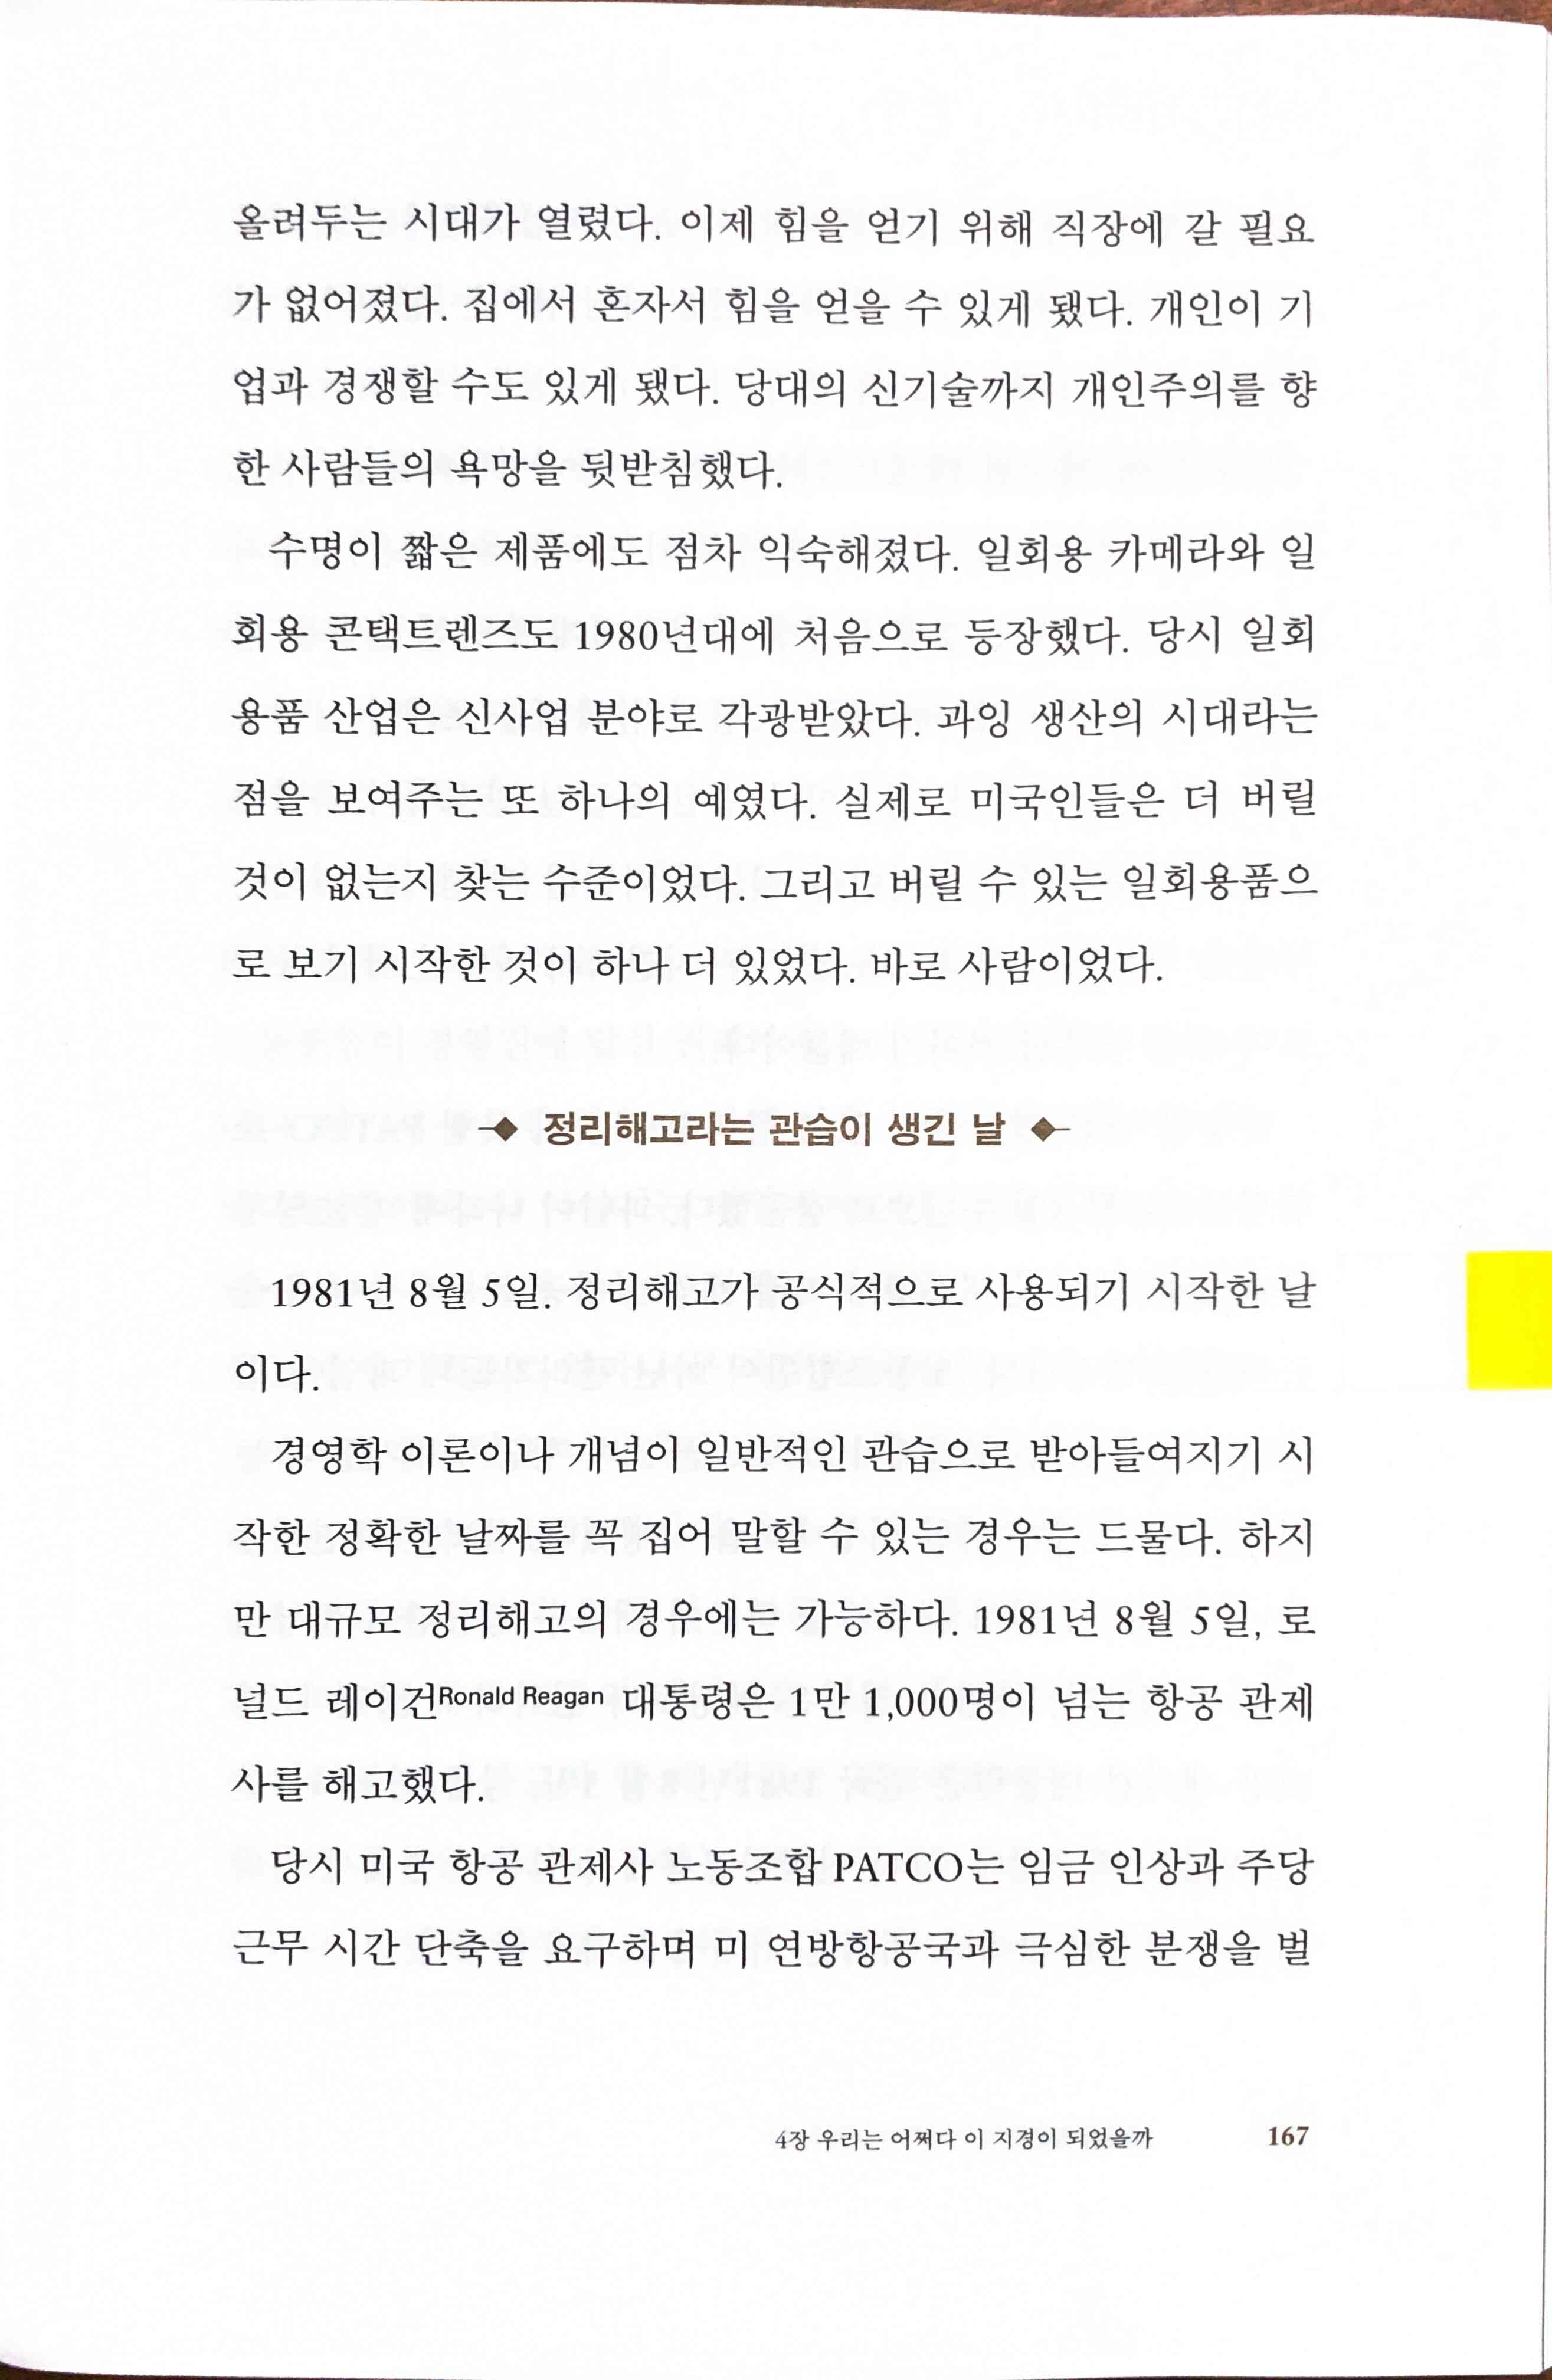 올려두는 시대가 열렸다. 이제 힘을 얻기 위해 직장에 갈 필요
가 없어졌다. 집에서 혼자서 힘을 얻을 수 있게 됐다. 개인이 기
업과 경쟁할 수도 있게 됐다. 당대의 신기술까지 개인주의를 향
한 사람들의 욕망을 뒷받침했다.
수명이 짧은 제품에도 점차 익숙해졌다. 일회용 카메라와 일
회용 콘택트렌즈도 1980년대에 처음으로 등장했다. 당시 일회
용품 산업은 신사업 분야로 각광받았다. 과잉 생산의 시대라는
점을 보여주는 또 하나의 예였다. 실제로 미국인들은 더 버릴
것이 없는지 찾는 수준이었다. 그리고 버릴 수 있는 일회용품으
로 보기 시작한 것이 하나 더 있었다. 바로 사람이었다.
정리해고라는 관습이 생긴 날
1981년 8월 5일. 정리해고가 공식적으로 사용되기 시작한 날
이다.
경영학 이론이나 개념이 일반적인 관습으로 받아들여지기 시
작한 정확한 날짜를 꼭 집어 말할 수 있는 경우는 드물다. 하지
만 대규모 정리해고의 경우에는 가능하다. 1981년 8월 5일, 로
널드 레이건Ronald Reagan 대통령은 1만 1,000명이 넘는 항공 관제
사를 해고했다.
당시 미국 항공 관제사 노동조합 PATCO는 임금 인상과 주당
근무 시간 단축을 요구하며 미 연방항공국과 극심한 분쟁을 벌
4장 우리는 어쩌다 이 지경이 되었을까 167